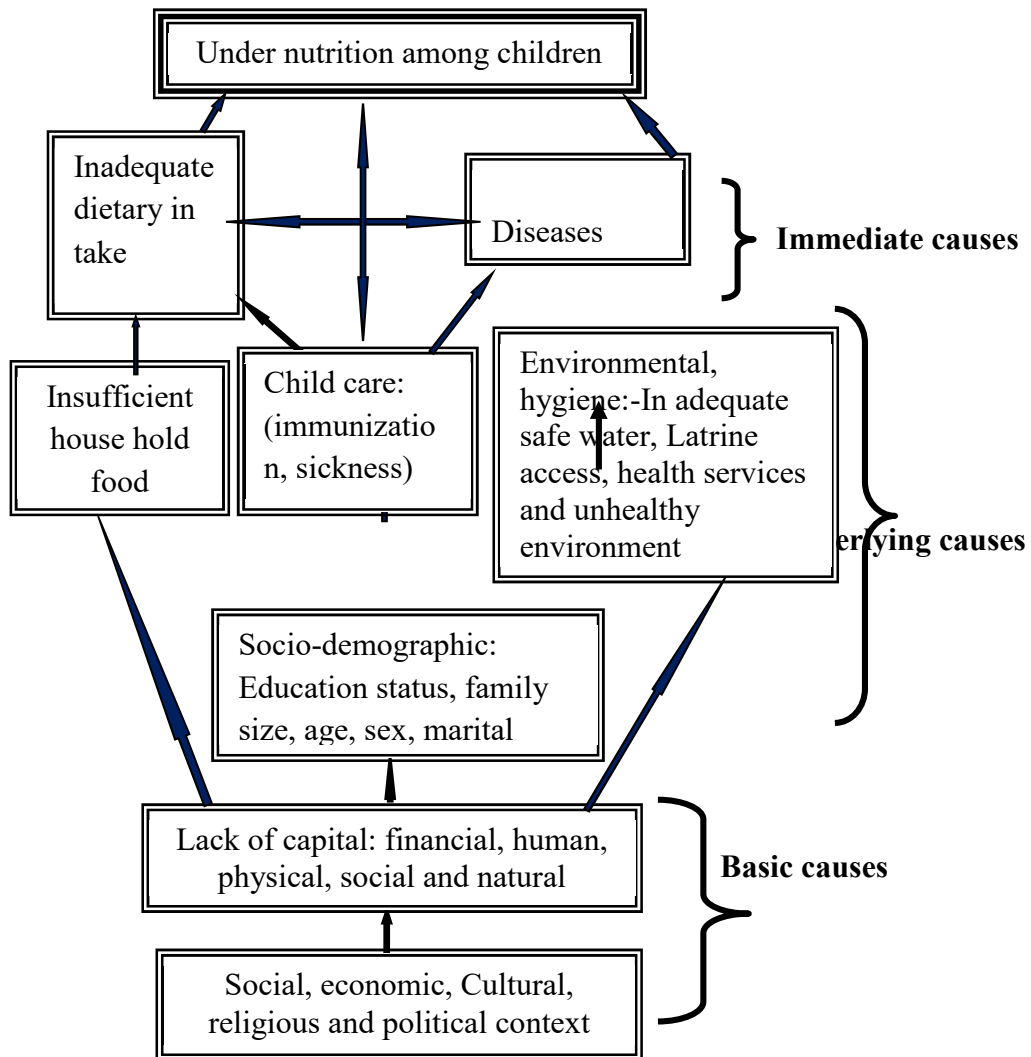 Under nutrition among children
Inadequate
dietary in
take
Diseases
Immediate causes
Insufficient
house hold
food
Child care:
(immunizatio
n, sickness)
Environmental,
hygiene:-In adequate
safe water, Latrine
access, health services
and unhealthy
environment
erlying causes
Socio-demographic:
Education status, family
size, age, sex, marital
Lack of capital: financial, human,
physical, social and natural
Basic causes
Social, economic, Cultural,
religious and political context